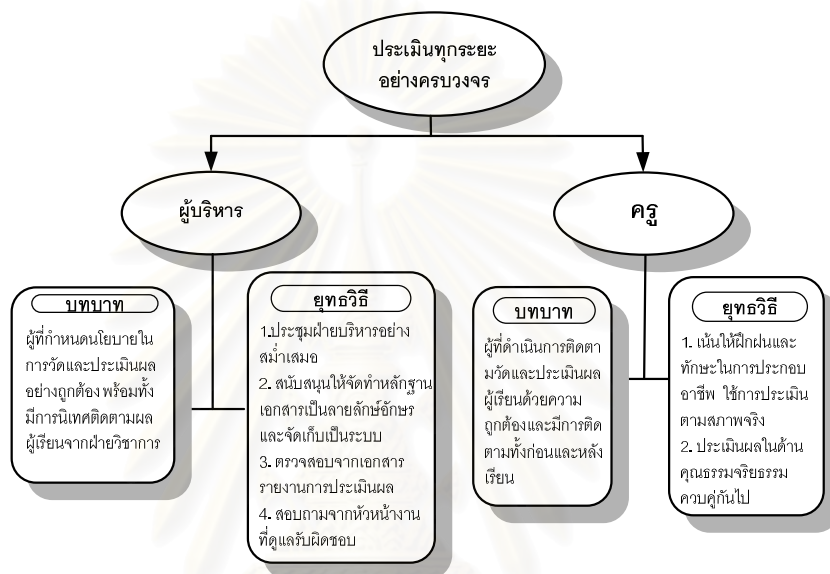 ประเมินทุกระยะ
อย่างครบวงจร
ผู้บริหาร
ครู
บทบาท
ผู้ที่กำหนดนโยบายใน
การวัดและประเมินผล
อย่างถูกต้อง พร้อมทั้ง
มีการนิเทศติดตามผล
ผู้เรียนจากฝ่ายวิชาการ
ยุทธวิธี
1.ประชุมฝ่ายบริหารอย่าง
สม่ำเสมอ
2. สนับสนุนให้จัดทำหลักฐาน
เอกสารเป็นลายลักษ์อักษร
และจัดเก็บเป็นระบบ
3. ตรวจสอบจากเอกสาร
รายงานการประเมินผล
4. สอบถามจากหัวหน้างาน
ที่ดูแลรับผิดชอบ
บทบาท
ผู้ที่ดำเนินการติดตา
มวัดและประเมินผล
ผู้เรียนด้วยความ
ถูกต้องและมีการติด
ตามทั้งก่อนและหลัง
เรียน
ยุทธวิธี
1. เน้นให้ฝึกฝนและ
ทักษะในการประกอบ
อาชีพ ใช้การประเมิน
ตามสภาพจริง
2. ประเมินผลในด้าน
คุณธรรมจริยธรรม
ควบคู่กันไป